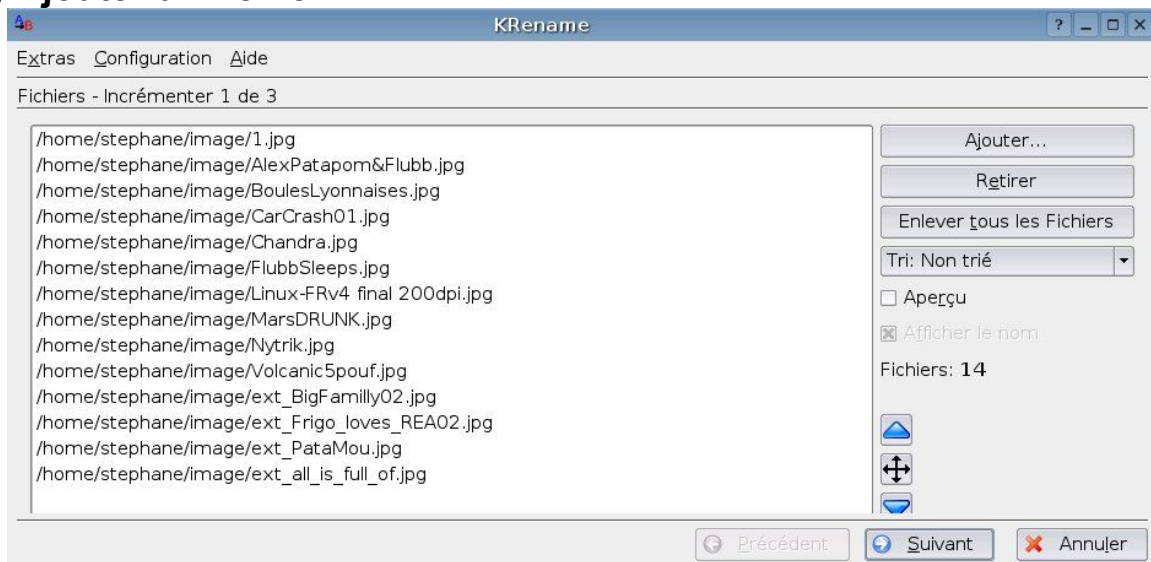 KRename
Extras Configuration Aide
Fichiers - Incrémenter 1 de 3
/home/stephane/image/1.jpg
/home/stephane/image/AlexPatapom&Flubb.jpg
/home/stephane/image/BoulesLyonnaises.jpg
/home/stephane/image/CarCrash01.jpg
/home/stephane/image/Chandra.jpg
/home/stephane/image/FlubbSleeps.jpg
/home/stephane/image/Linux-FRv4 final 200dpi.jpg
/home/stephane/image/MarsDRUNK.jpg
/home/stephane/image/Nytrik.jpg
/home/stephane/image/Volcanic5pouf.jpg
/home/stephane/image/ext_BigFamilly02.jpg
/home/stephane/image/ext_Frigo_loves_REA02.jpg
/home/stephane/image/ext_PataMou.jpg
/home/stephane/image/ext_all_is_full_of.jpg
Ajouter...
Retirer
Enlever tous les Fichiers
Tri: Non trié
Aperçu
Afficher le nom
Fichiers: 14
Précédent
Suivant
Annuler